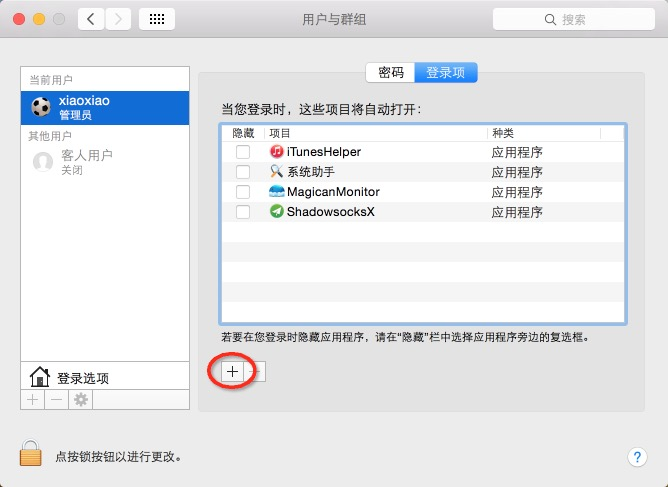 用户与群组
搜索
密码
登录项
当前用户
xiaoxiao
管理员
其他用户
客人用户
关闭
登录选项
当您登录时，这些项目将自动打开：
隐藏 项目 种类
iTunesHelper 应用程序
系统助手 应用程序
MagicanMonitor 应用程序
ShadowsocksX 应用程序
若要在您登录时隐藏应用程序，请在“隐藏”栏中选择应用程序旁边的复选框。
点按锁按钮以进行更改。